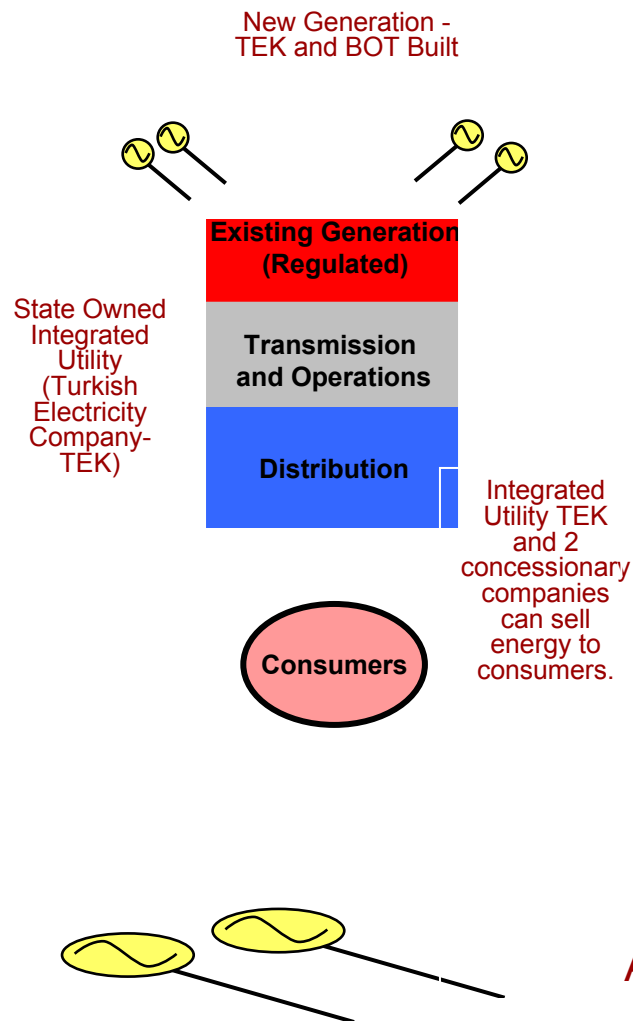 New Generation -
TEK and BOT Built
Existing Generation
(Regulated)
State Owned
Integrated
Utility
(Turkish
Electricity
Company-
TEK)
Transmission
and Operations
Distribution
Integrated
Utility TEK
and 2
concessionary
companies
can sell
energy to
consumers.
Consumers